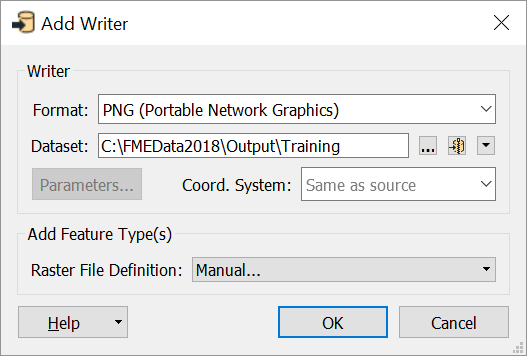 Add Writer
Writer
Format: PNG (Portable Network Graphics)
Dataset: C:\FMEData2018\Output\Training ...
Parameters... Coord. System: Same as source
Add Feature Type(s)
Raster File Definition: Manual...
Help OK Cancel